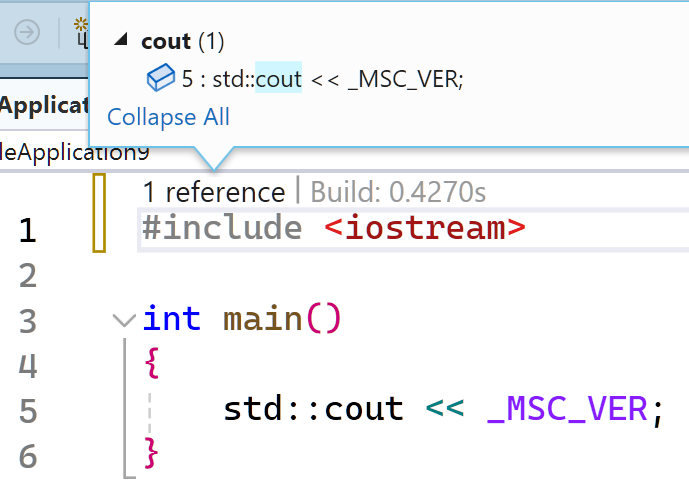 cout (1)
5 : std::cout << _MSC_VER;
Collapse All
Applicat
leApplication9
1 reference | Build: 0.4270s
1 #include <iostream>
2
3 int main()
4 {
5 std::cout << _MSC_VER;
6 }